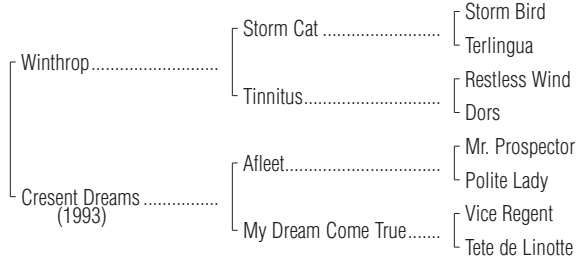 Storm Bird
Storm Cat
Terlingua
Winthrop
Restless Wind
Tinnitus
Dors
Mr. Prospector
Afleet
Polite Lady
Cresent Dreams
(1993)
Vice Regent
My Dream Come True
Tete de Linotte